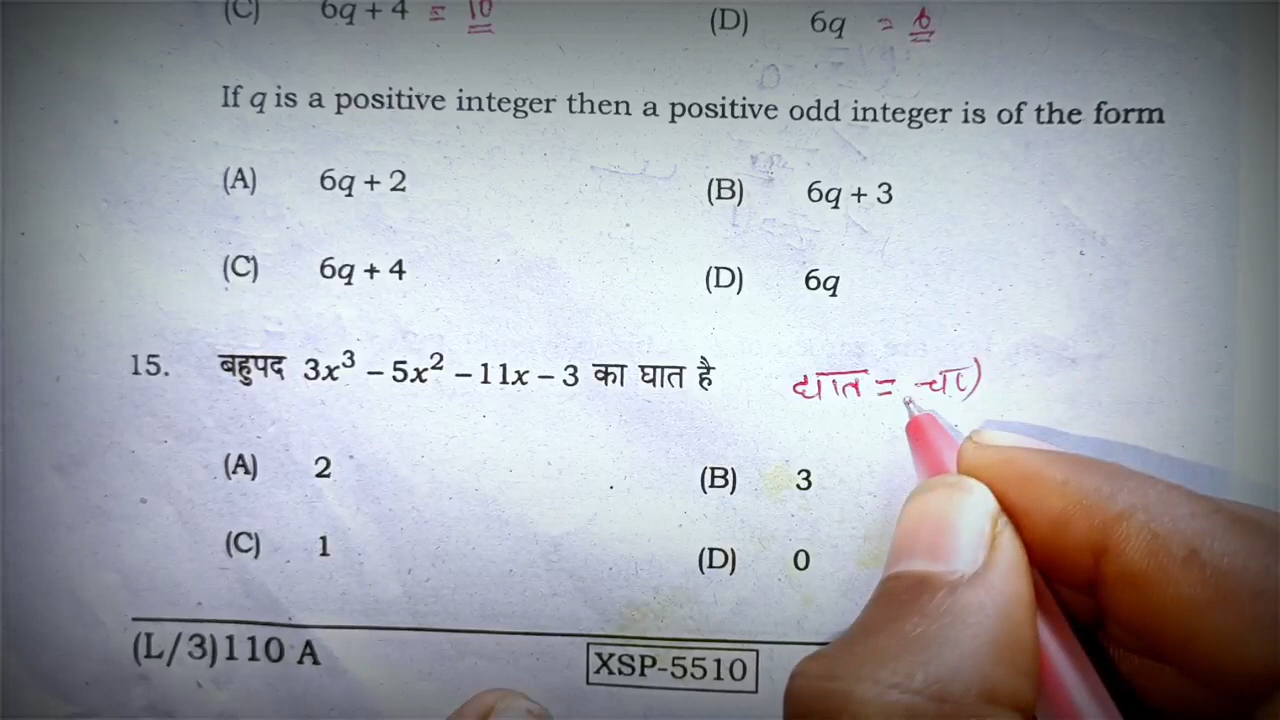 (C) 6q + 4 = 10 (D) 6q = 6
If q is a positive integer then a positive odd integer is of the form
(A) 6q + 2 (B) 6q + 3
(C) 6q + 4 (D) 6q
15. बहुपद 3x³ – 5x² – 11x – 3 का घात है घात =
(A) 2 (B) 3
(C) 1 (D) 0
(L/3)110 A XSP-5510